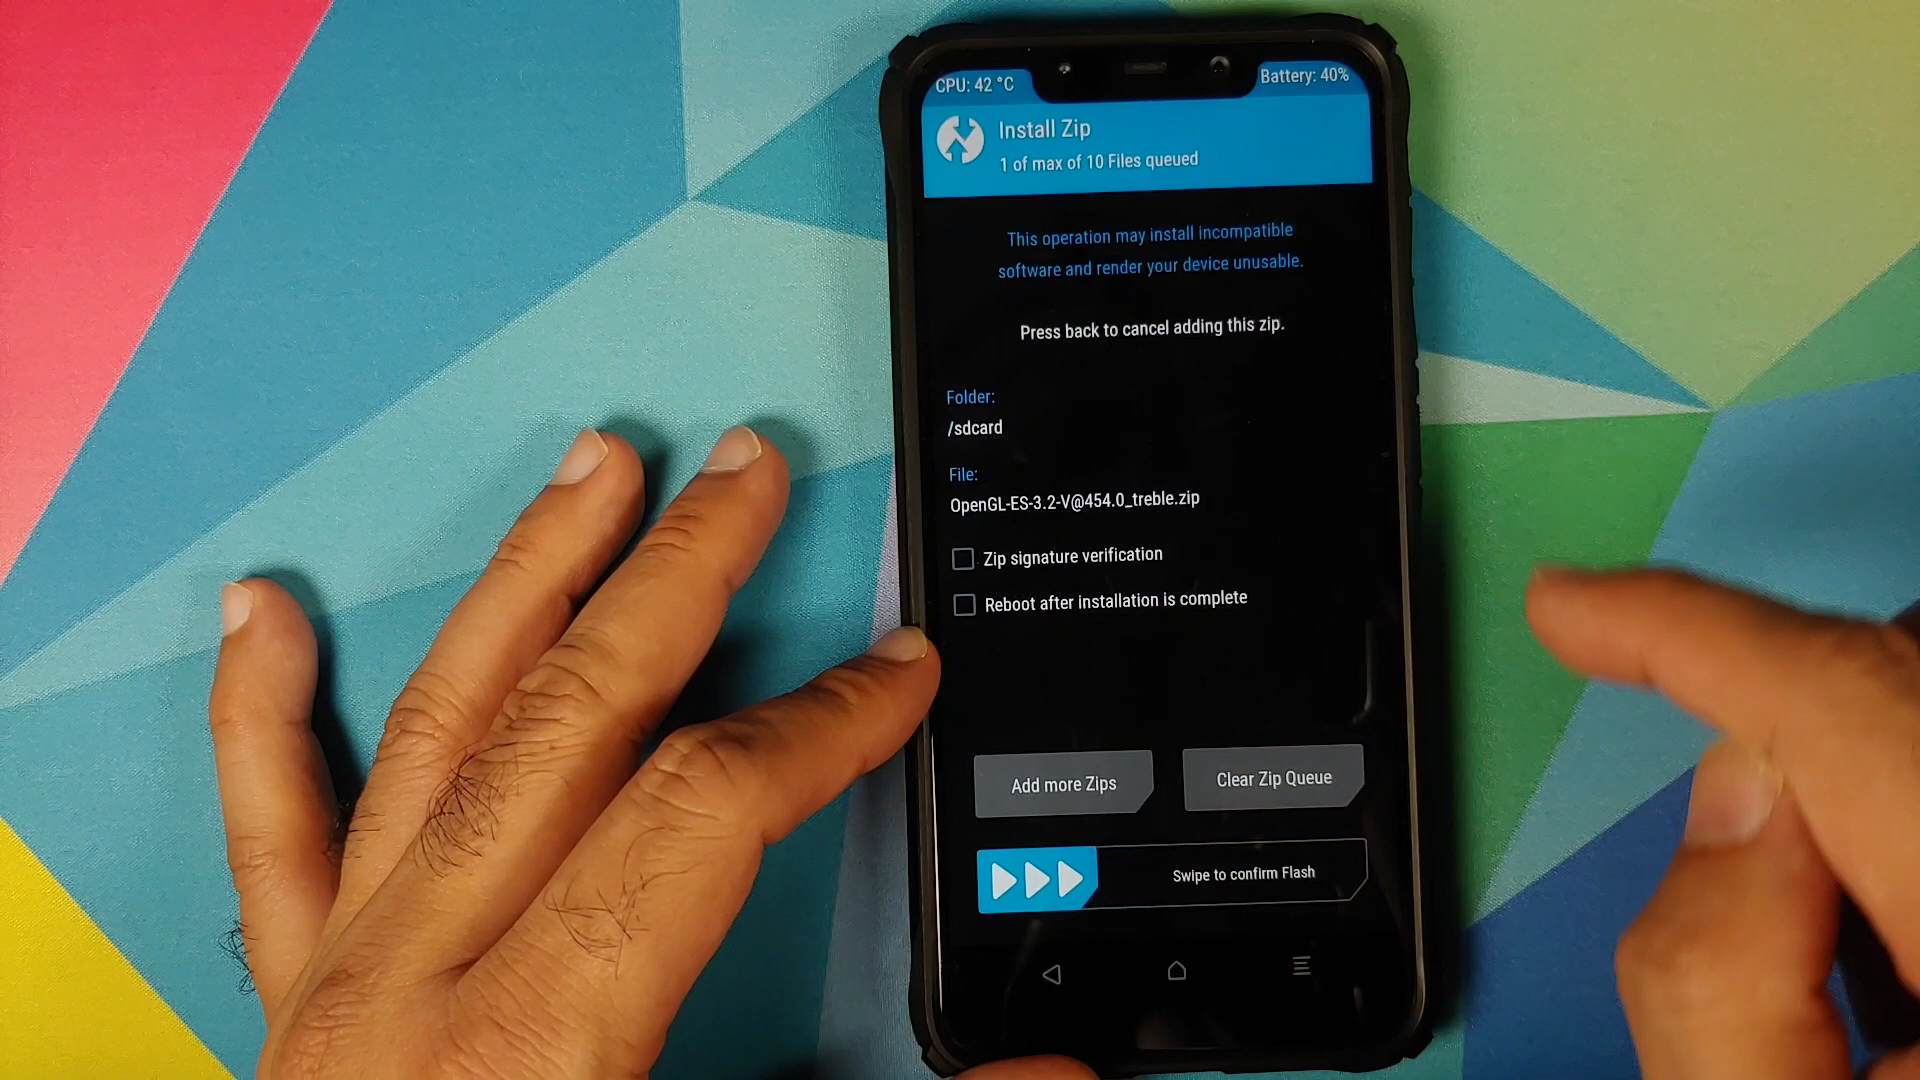 CPU: 42 °C
Battery: 40%
Install Zip
1 of max of 10 Files queued
This operation may install incompatible
software and render your device unusable.
Press back to cancel adding this zip.
Folder:
/sdcard
File:
OpenGL-ES-3.2-V@454.0_treble.zip
Zip signature verification
Reboot after installation is complete
Add more Zips
Clear Zip Queue
Swipe to confirm Flash